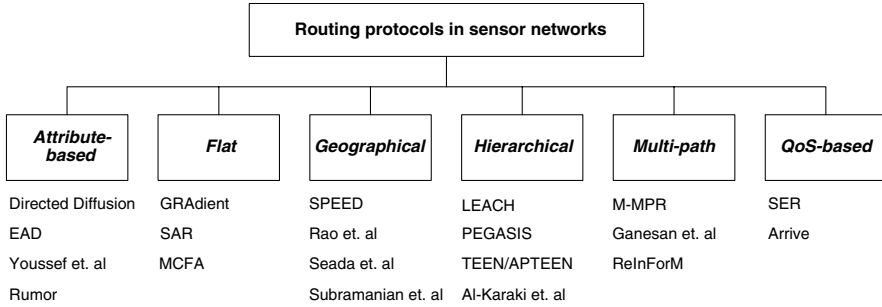 Routing protocols in sensor networks
Attribute-
based
Flat
Geographical
Hierarchical
Multi-path
QoS-based
Directed Diffusion
EAD
Youssef et. al
Rumor
GRAdient
SAR
MCFA
SPEED
Rao et. al
Seada et. al
Subramanian et. al
LEACH
PEGASIS
TEEN/APTEEN
Al-Karaki et. al
M-MPR
Ganesan et. al
ReInForM
SER
Arrive